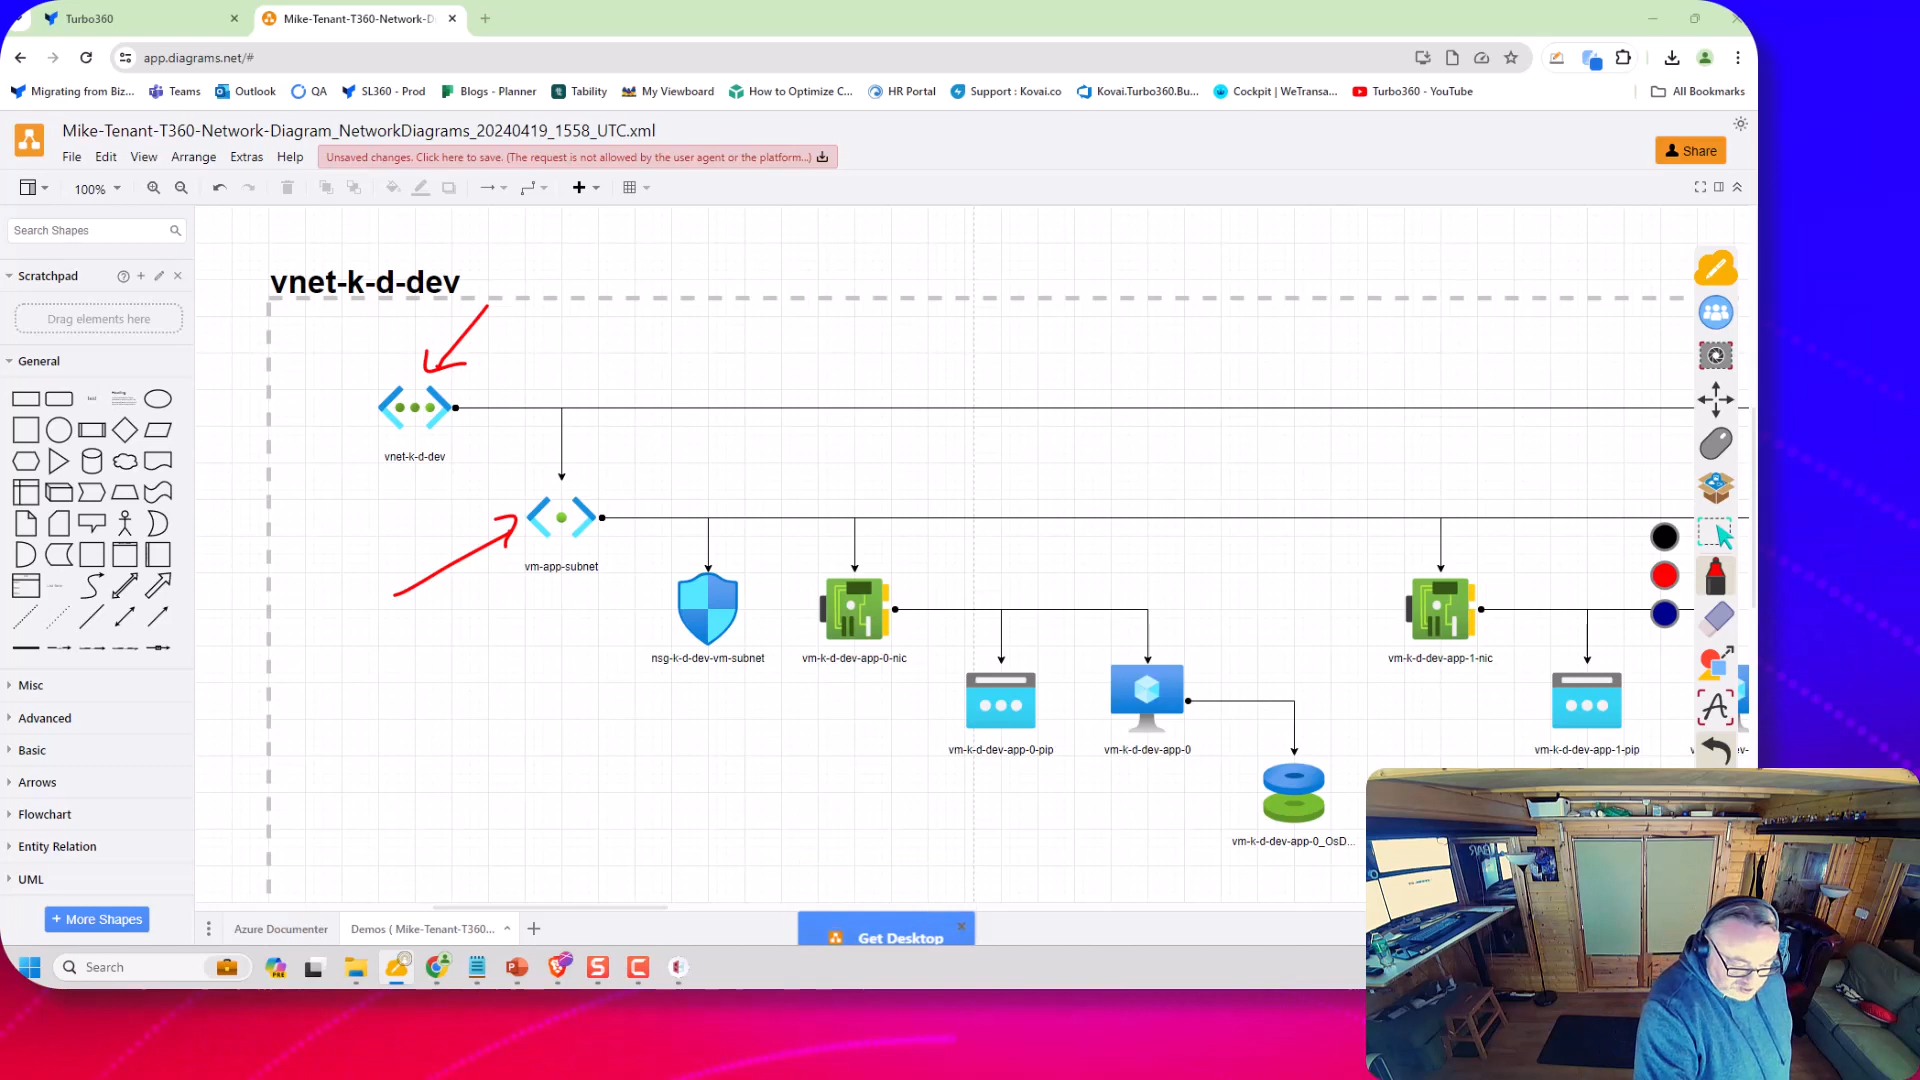 Turbo360
Mike-Tenant-T360-Network-D
app.diagrams.net/#
Migrating from Biz...
Teams
Outlook
QA
SL360 - Prod
Blogs - Planner
Tability
My Viewboard
How to Optimize C...
HR Portal
Support : Kovai.co
Kovai.Turbo360.Bu...
Cockpit (WeTransa...
Turbo360 - YouTube
All Bookmarks
Mike-Tenant-T360-Network-Diagram_NetworkDiagrams_20240419_1558_UTC.xml
File
Edit
View
Arrange
Extras
Help
Unsaved changes. Click here to save. (The request is not allowed by the user agent or the platform...)
Share
100%
Search Shapes
Scratchpad
Drag elements here
General
Misc
Advanced
Basic
Arrows
Flowchart
Entity Relation
UML
+ More Shapes
vnet-k-d-dev
vnet-k-d-dev
vm-app-subnet
nsg-k-d-dev-vm-subnet
vm-k-d-dev-app-0-nic
vm-k-d-dev-app-1-nic
vm-k-d-dev-app-0-pip
vm-k-d-dev-app-0
vm-k-d-dev-app-1-pip
vm-k-d-dev-app-0_OsD...
Azure Documenter
Demos ( Mike-Tenant-T360...
Get Desktop
Search